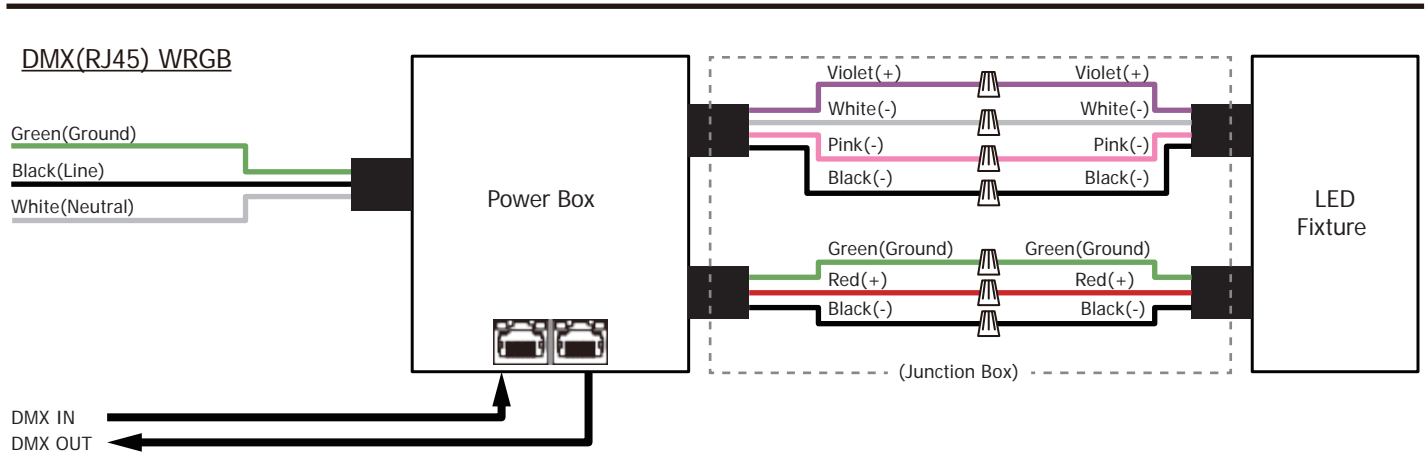 DMX(RJ45) WRGB
Green(Ground)
Black(Line)
White(Neutral)
Power Box
Violet(+) Violet(+)
White(-) White(-)
Pink(-) Pink(-)
Black(-) Black(-)
Green(Ground) Green(Ground)
Red(+) Red(+)
Black(-) Black(-)
(Junction Box)
LED
Fixture
DMX IN
DMX OUT